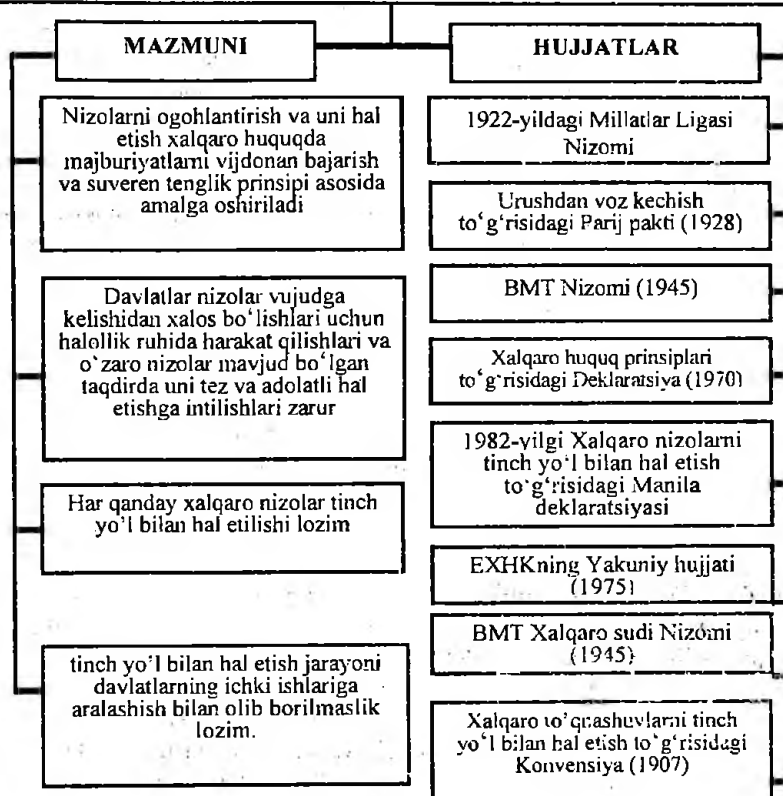 MAZMUNI
Nizolarni ogohlantirish va uni hal
etish xalqaro huquqda
majburiyatlarni vijdonan bajarish
va suveren tenglik prinsipi asosida
amalga oshiriladi
Davlatlar nizolar vujudga
kelishidan xalos bo‘lishlari uchun
halollik ruhida harakat qilishlari va
o‘zaro nizolar mavjud bo‘lgan
taqdirda uni tez va adolatli hal
etishga intilishlari zarur
Har qanday xalqaro nizolar tinch
yo’l bilan hal etilishi lozim
tinch yo’l bilan hal etish jarayoni
davlatlarning ichki ishlariga
aralashish bilan olib borilmaslik
lozim.
HUJJATLAR
1922-yildagi Millatlar Ligasi
Nizomi
Urushdan voz kechish
to‘g‘risidagi Parij pakti (1928)
BMT Nizomi (1945)
Xalqaro huquq prinsiplari
to‘g‘risidagi Deklaratsiya (1970)
1982-yilgi Xalqaro nizolarni
tinch yo‘l bilan hal etish
to‘g‘risidagi Manila
deklaratsiyasi
EXHKning Yakuniy hujjati
(1975)
BMT Xalqaro sudi Nizomi
(1945)
Xalqaro to’qnashuvlarni tinch
yo‘l bilan hal etish to‘g‘risidagi
Konvensiya (1907)